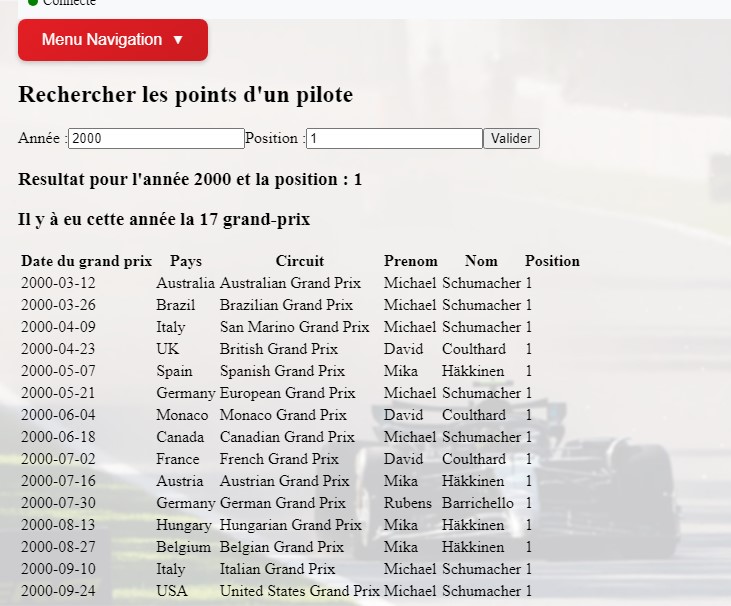 Connecté
Menu Navigation ▼
Rechercher les points d'un pilote
Année : 2000 Position : 1 Valider
Resultat pour l'année 2000 et la position : 1
Il y à eu cette année la 17 grand-prix
Date du grand prix Pays Circuit Prenom Nom Position
2000-03-12 Australia Australian Grand Prix Michael Schumacher 1
2000-03-26 Brazil Brazilian Grand Prix Michael Schumacher 1
2000-04-09 Italy San Marino Grand Prix Michael Schumacher 1
2000-04-23 UK British Grand Prix David Coulthard 1
2000-05-07 Spain Spanish Grand Prix Mika Häkkinen 1
2000-05-21 Germany European Grand Prix Michael Schumacher 1
2000-06-04 Monaco Monaco Grand Prix David Coulthard 1
2000-06-18 Canada Canadian Grand Prix Michael Schumacher 1
2000-07-02 France French Grand Prix David Coulthard 1
2000-07-16 Austria Austrian Grand Prix Mika Häkkinen 1
2000-07-30 Germany German Grand Prix Rubens Barrichello 1
2000-08-13 Hungary Hungarian Grand Prix Mika Häkkinen 1
2000-08-27 Belgium Belgian Grand Prix Mika Häkkinen 1
2000-09-10 Italy Italian Grand Prix Michael Schumacher 1
2000-09-24 USA United States Grand Prix Michael Schumacher 1